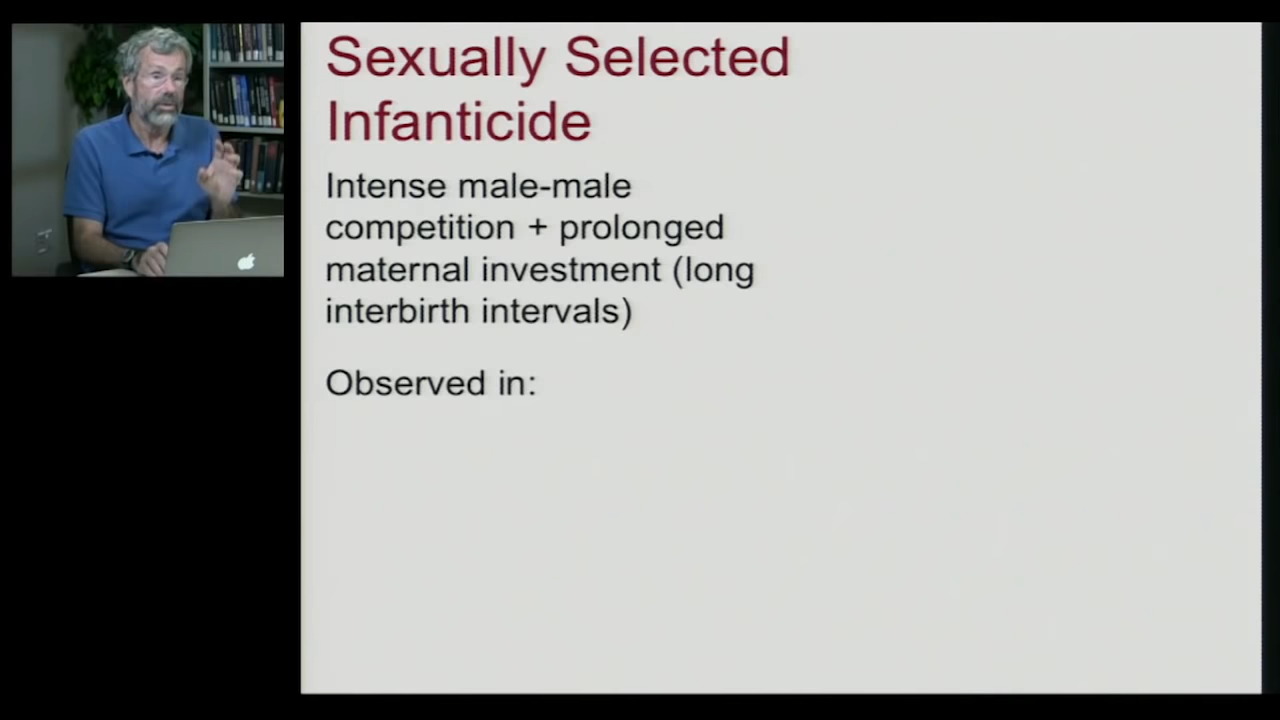 Sexually Selected
Infanticide
Intense male-male
competition + prolonged
maternal investment (long
interbirth intervals)
Observed in: